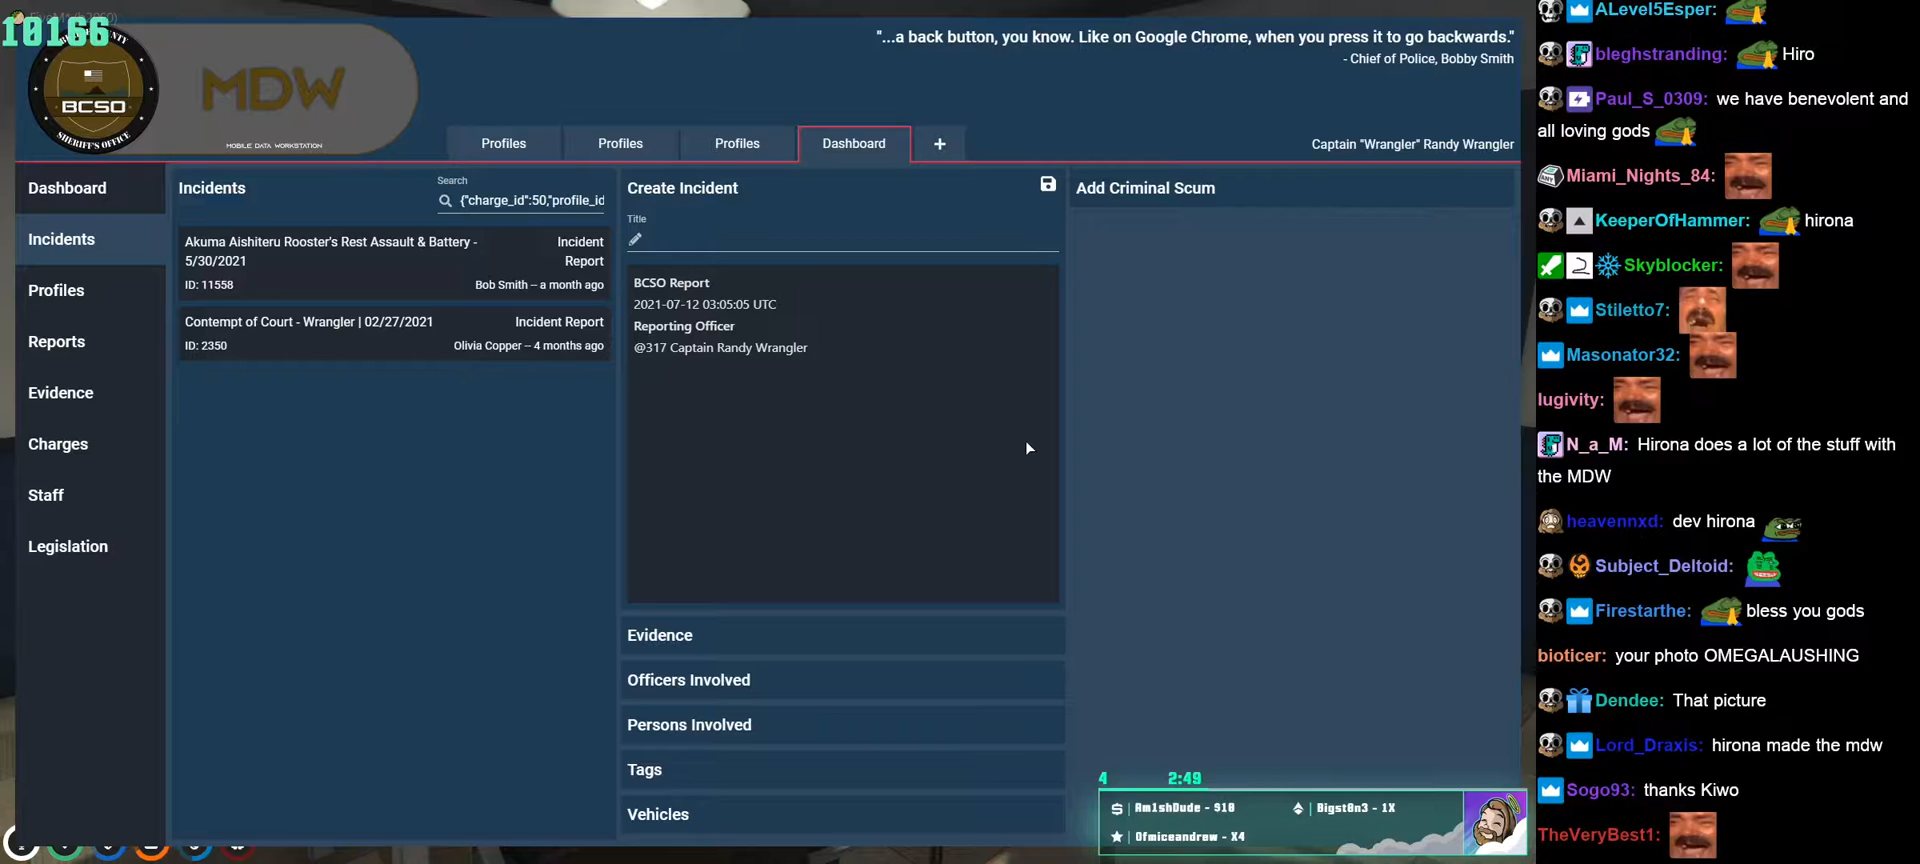 10166
"...a back button, you know. Like on Google Chrome, when you press it to go backwards."
- Chief of Police, Bobby Smith
BCSO
SHERIFF'S OFFICE
MDW
MOBILE DATA WORKSTATION
Profiles
Profiles
Profiles
Dashboard
+
Captain "Wrangler" Randy Wrangler
Dashboard
Incidents
Profiles
Reports
Evidence
Charges
Staff
Legislation
Incidents
Search
{"charge_id":50,"profile_id
Akuma Aishiteru Rooster's Rest Assault & Battery -
5/30/2021
Incident
Report
ID: 11558
Bob Smith – a month ago
Contempt of Court - Wrangler | 02/27/2021
Incident Report
ID: 2350
Olivia Copper – 4 months ago
Create Incident
Title
BCSO Report
2021-07-12 03:05:05 UTC
Reporting Officer
@317 Captain Randy Wrangler
Evidence
Officers Involved
Persons Involved
Tags
Vehicles
Add Criminal Scum
4 2:49
Am1shDude - $10
Bigst0n3 - 1X
Ofmiceandrew - X4
ALevel5Esper:
bleghstranding: Hiro
Paul_S_0309: we have benevolent and
all loving gods
Miami_Nights_84:
KeeperOfHammer: hirona
Skyblocker:
Stiletto7:
Masonator32:
lugivity:
N_a_M: Hirona does a lot of the stuff with
the MDW
heavennxd: dev hirona
Subject_Deltoid:
Firestarthe: bless you gods
bioticer: your photo OMEGALAUSHING
Dendee: That picture
Lord_Draxis: hirona made the mdw
Sogo93: thanks Kiwo
TheVeryBest1: